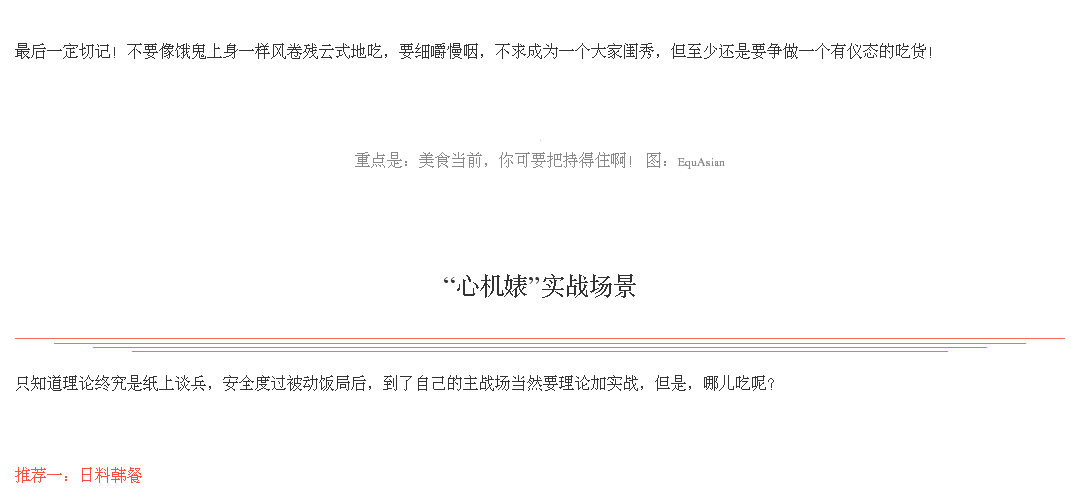 最后一定切记！不要像饿鬼上身一样风卷残云式地吃，要细嚼慢咽，不求成为一个大家闺秀，但至少还是要争做一个有仪态的吃货！
重点是：美食当前，你可要把持得住啊！ 图：EquAsian
“心机婊”实战场景
只知道理论终究是纸上谈兵，安全度过被动饭局后，到了自己的主战场当然要理论加实战，但是，哪儿吃呢？
推荐一：日料韩餐